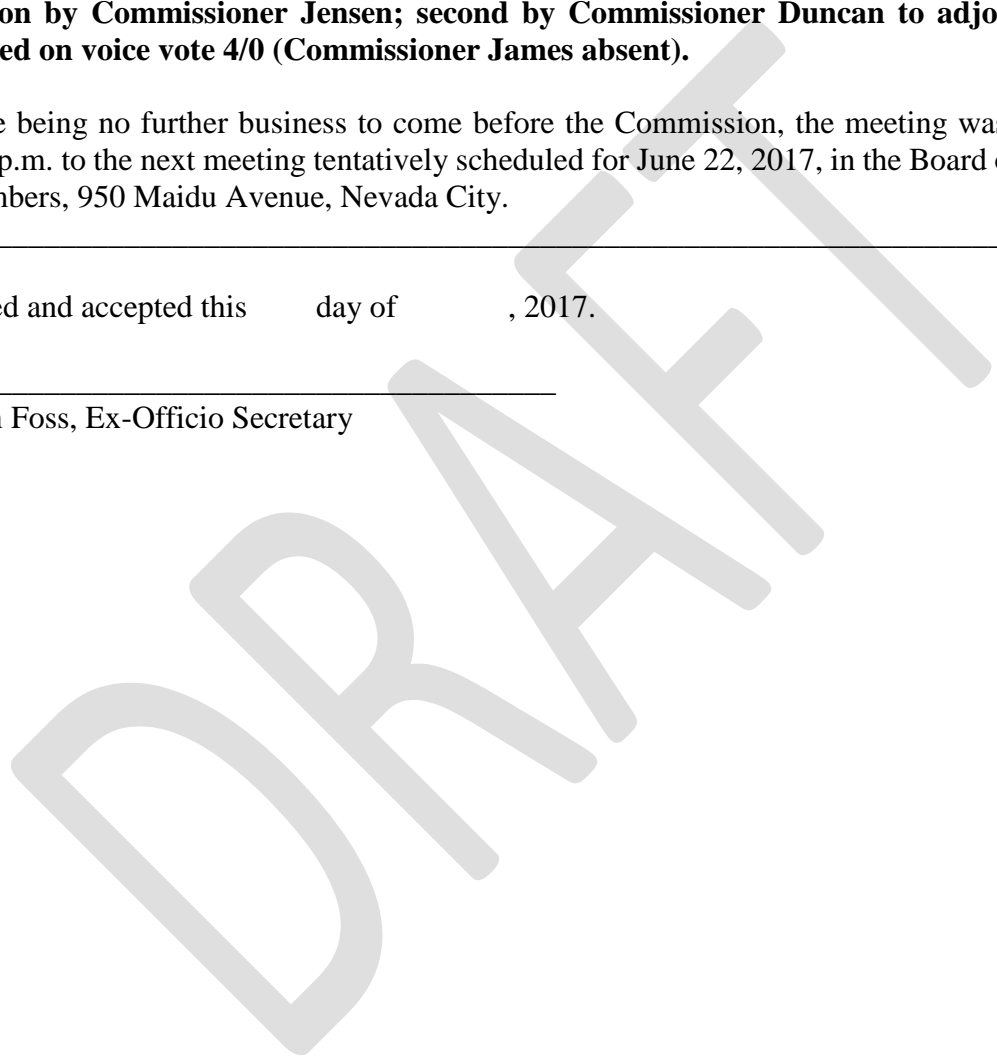 on by Commissioner Jensen; second by Commissioner Duncan to adjo
ed on voice vote 4/0 (Commissioner James absent).
e being no further business to come before the Commission, the meeting was
p.m. to the next meeting tentatively scheduled for June 22, 2017, in the Board
nbers, 950 Maidu Avenue, Nevada City.
ed and accepted this day of , 2017.
Foss, Ex-Officio Secretary
DRAFT